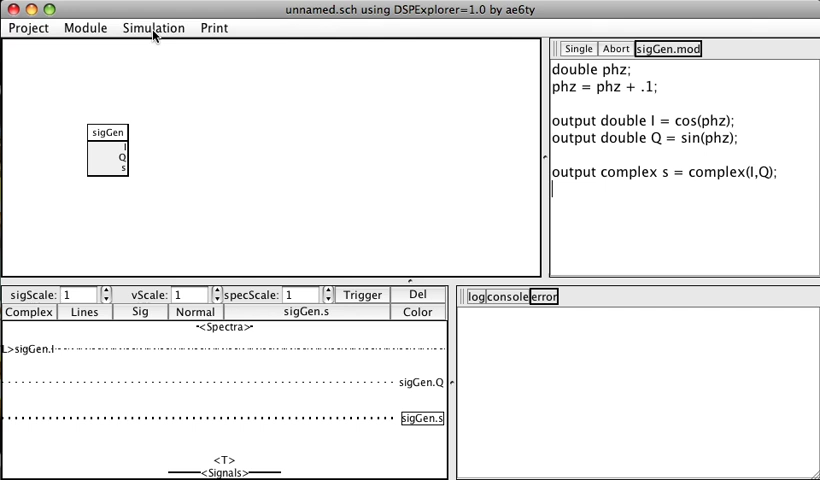 unnamed.sch using DSPExplorer=1.0 by ae6ty
Project Module Simulation Print
sigGen
I
Q
s
Single Abort sigGen.mod
double phz;
phz = phz + .1;
output double I = cos(phz);
output double Q = sin(phz);
output complex s = complex(I,Q);
sigScale: 1 vScale: 1 specScale: 1 Trigger Del
Complex Lines Sig Normal sigGen.s Color
<Spectra>
L>sigGen.I
sigGen.Q
sigGen.s
<T>
<Signals>
log console error